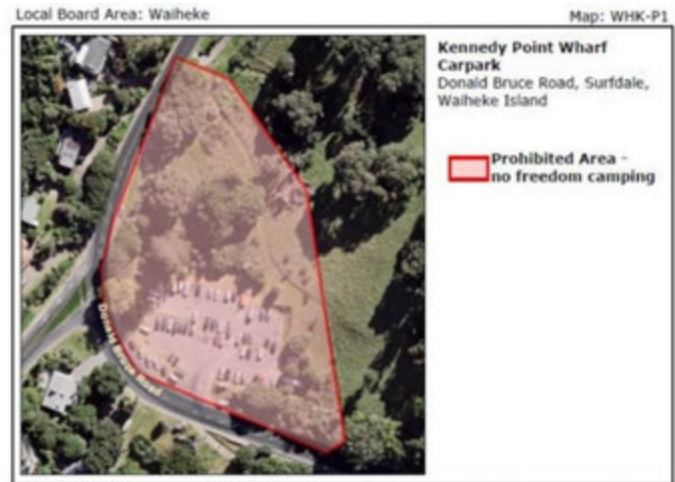 Local Board Area: Waiheke
Map: WHK-P1
Kennedy Point Wharf
Carpark
Donald Bruce Road, Surfdale,
Waiheke Island
Prohibited Area -
no freedom camping
Donald Bruce Road